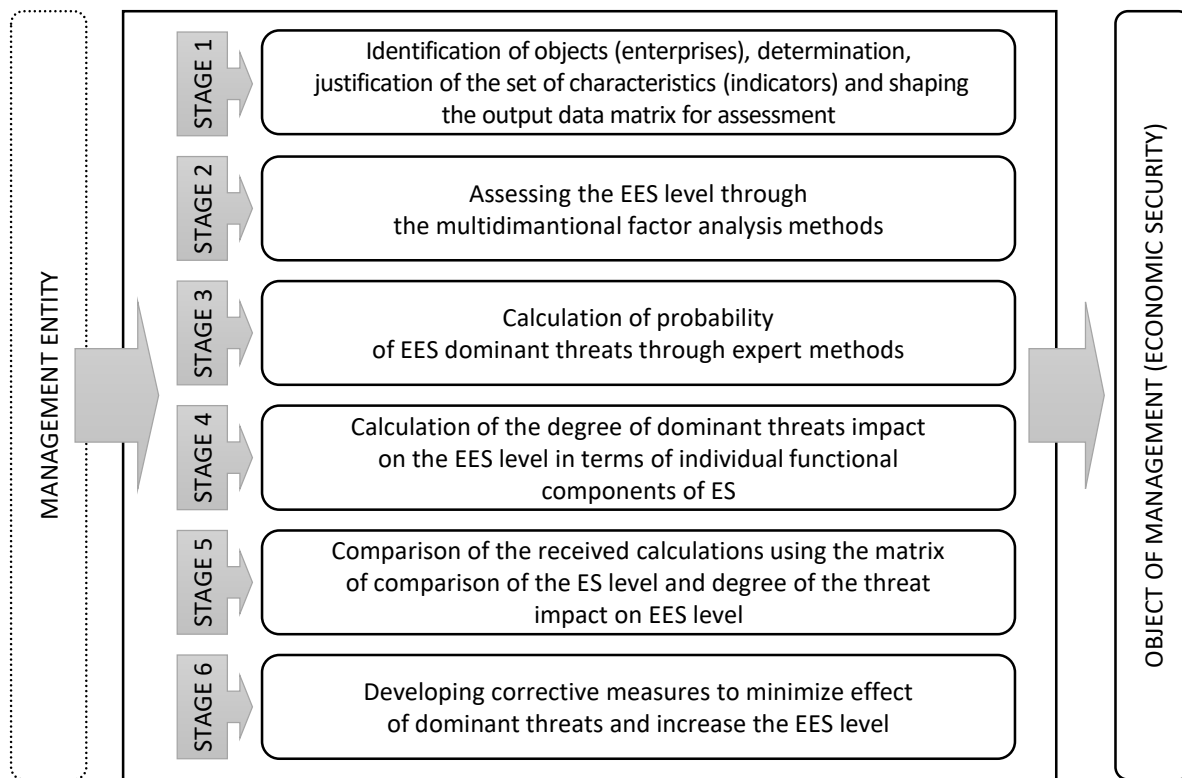 MANAGEMENT ENTITY
STAGE 1
Identification of objects (enterprises), determination,
justification of the set of characteristics (indicators) and shaping
the output data matrix for assessment
STAGE 2
Assessing the EES level through
the multidimantional factor analysis methods
STAGE 3
Calculation of probability
of EES dominant threats through expert methods
STAGE 4
Calculation of the degree of dominant threats impact
on the EES level in terms of individual functional
components of ES
STAGE 5
Comparison of the received calculations using the matrix
of comparison of the ES level and degree of the threat
impact on EES level
STAGE 6
Developing corrective measures to minimize effect
of dominant threats and increase the EES level
OBJECT OF MANAGEMENT (ECONOMIC SECURITY)